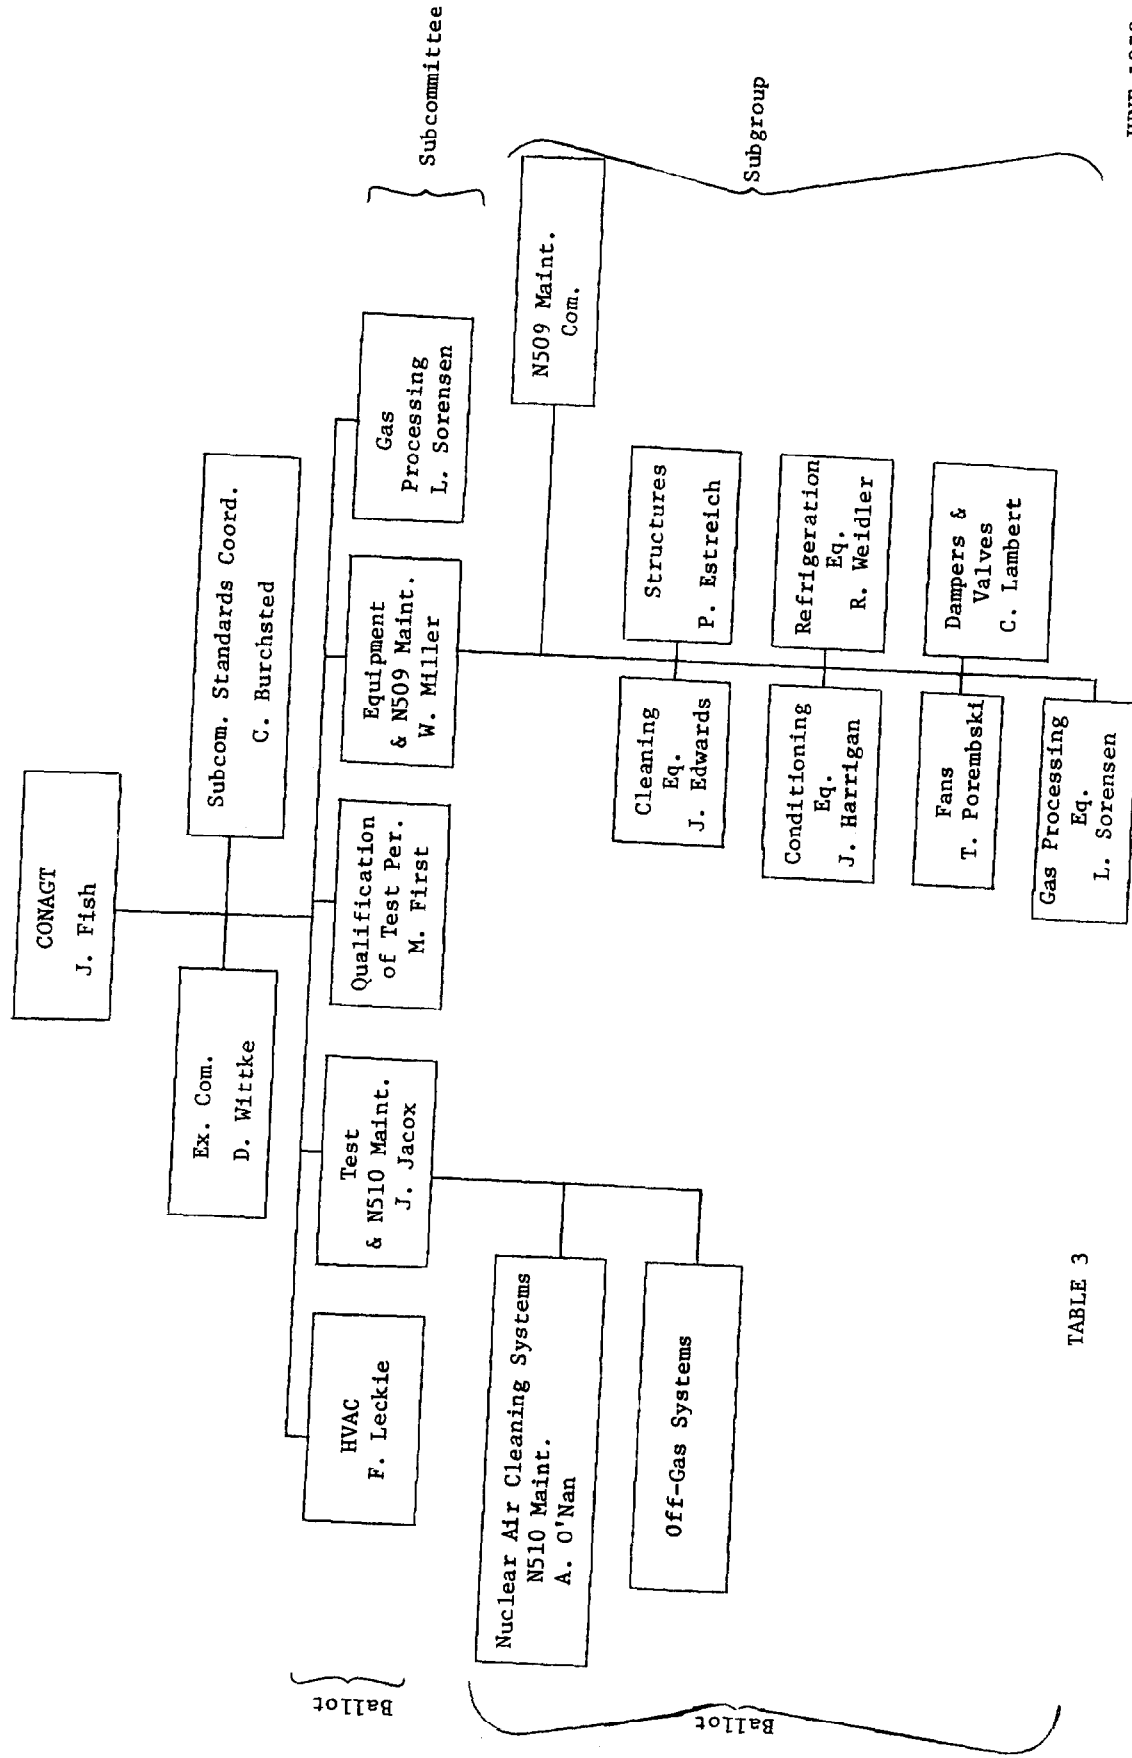 CONAGT
J. Fish
Ex. Com.
D. Wittke
Subcom. Standards Coord.
C. Burchsted
HVAC
F. Leckie
Test
& N510 Maint.
J. Jacox
Qualification
of Test Per.
M. First
Equipment
& N509 Maint.
W. Miller
Gas
Processing
L. Sorensen
Subcommittee
Ballot
Nuclear Air Cleaning Systems
N510 Maint.
A. O'Nan
Off-Gas Systems
N509 Maint.
Com.
Cleaning
Eq.
J. Edwards
Structures
P. Estreich
Conditioning
Eq.
J. Harrigan
Refrigeration
Eq.
R. Weidler
Fans
T. Porembski
Dampers &
Valves
C. Lambert
Gas Processing
Eq.
L. Sorensen
Subgroup
Ballot
TABLE 3